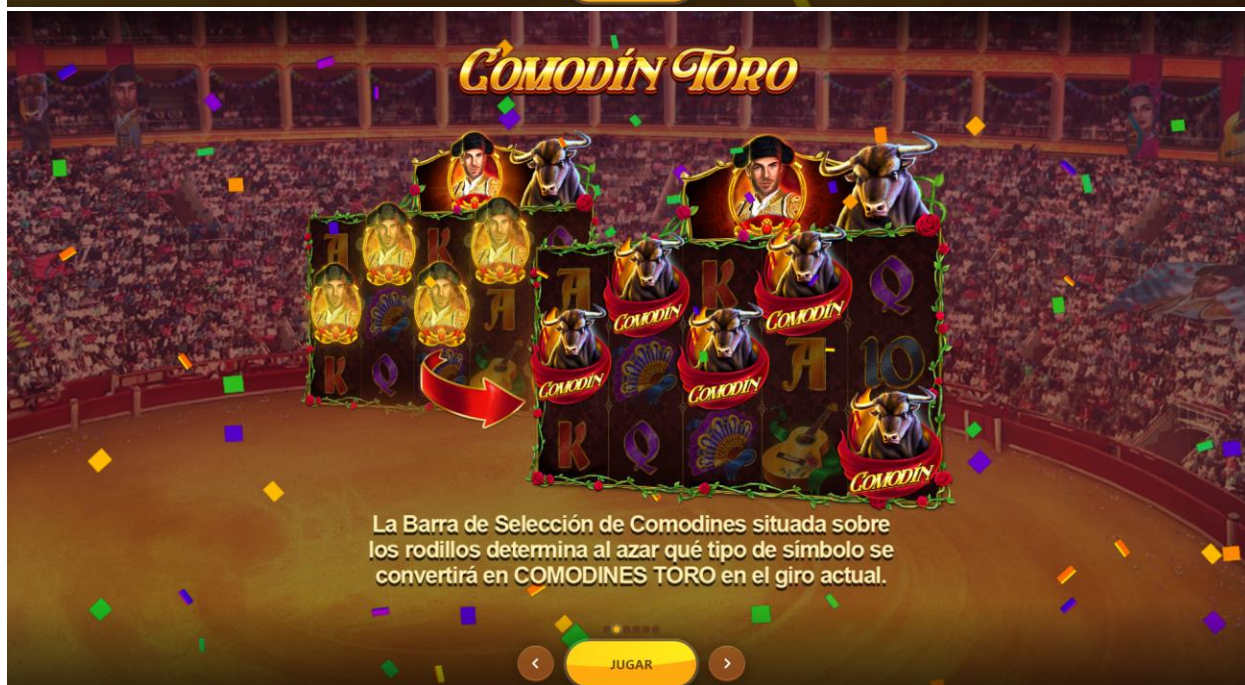 COMODÍN TORO
A K
A
K Q
A COMODÍN K COMODÍN Q
COMODÍN COMODÍN A 10
K Q COMODÍN
La Barra de Selección de Comodines situada sobre
los rodillos determina al azar qué tipo de símbolo se
convertirá en COMODINES TORO en el giro actual.
JUGAR